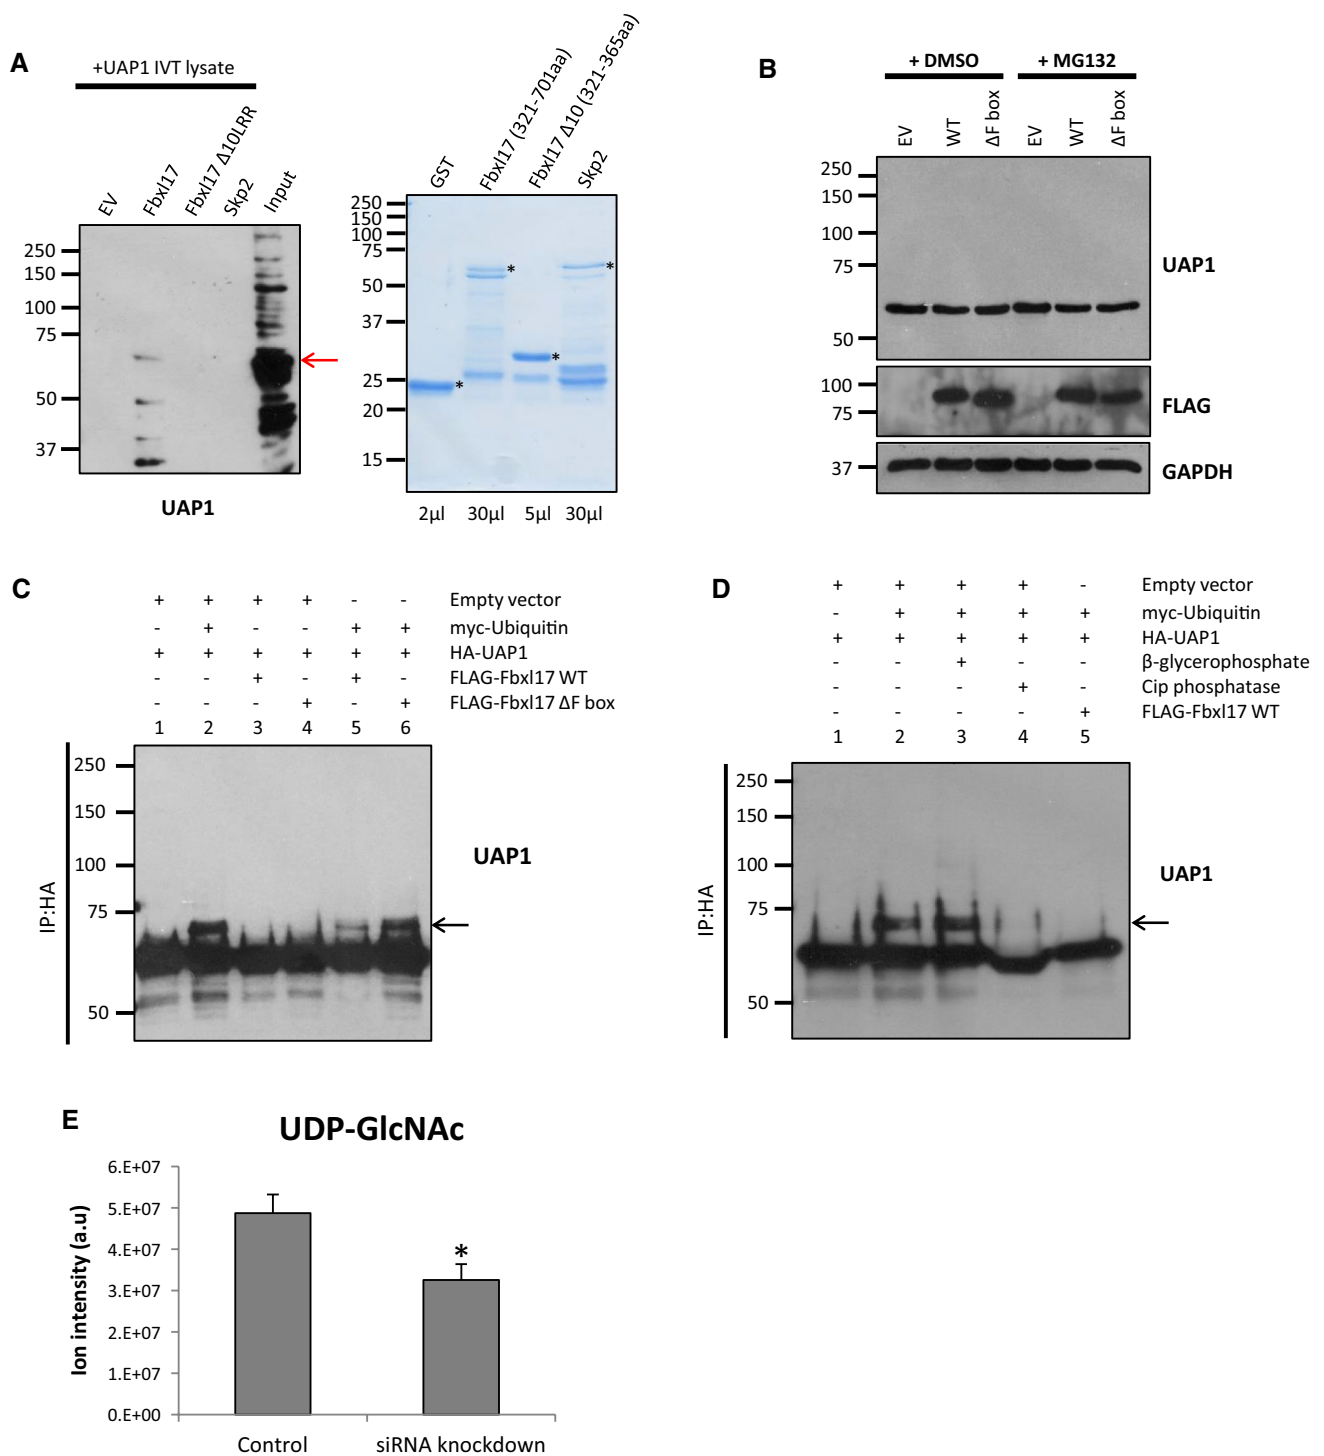 A
+UAP1 IVT lysate
EV
Fbxl17
Fbxl17 Δ10LRR
Skp2
Input
250
150
100
75
50
37
UAP1
GST
Fbxl17 (321-701aa)
Fbxl17 Δ10 (321-365aa)
Skp2
250
150
100
75
50
37
25
20
15
*
*
*
*
2µl 30µl 5µl 30µl
B
+ DMSO + MG132
EV WT ΔF box EV WT ΔF box
250
150
100
75
50
UAP1
100
75
FLAG
37
GAPDH
C
+ + + + - - Empty vector
- + - - + + myc-Ubiquitin
+ + + + + + HA-UAP1
- - + - + - FLAG-Fbxl17 WT
- - - + - + FLAG-Fbxl17 ΔF box
1 2 3 4 5 6
IP:HA
250
150
100
75
50
UAP1
D
+ + + + - Empty vector
- + + + + myc-Ubiquitin
+ + + + + HA-UAP1
- - + - - β-glycerophosphate
- - - + - Cip phosphatase
- - - - + FLAG-Fbxl17 WT
1 2 3 4 5
IP:HA
250
150
100
75
50
UAP1
E
UDP-GlcNAc
Ion intensity (a.u)
6.E+07
5.E+07
4.E+07
3.E+07
2.E+07
1.E+07
0.E+00
*
Control siRNA knockdown